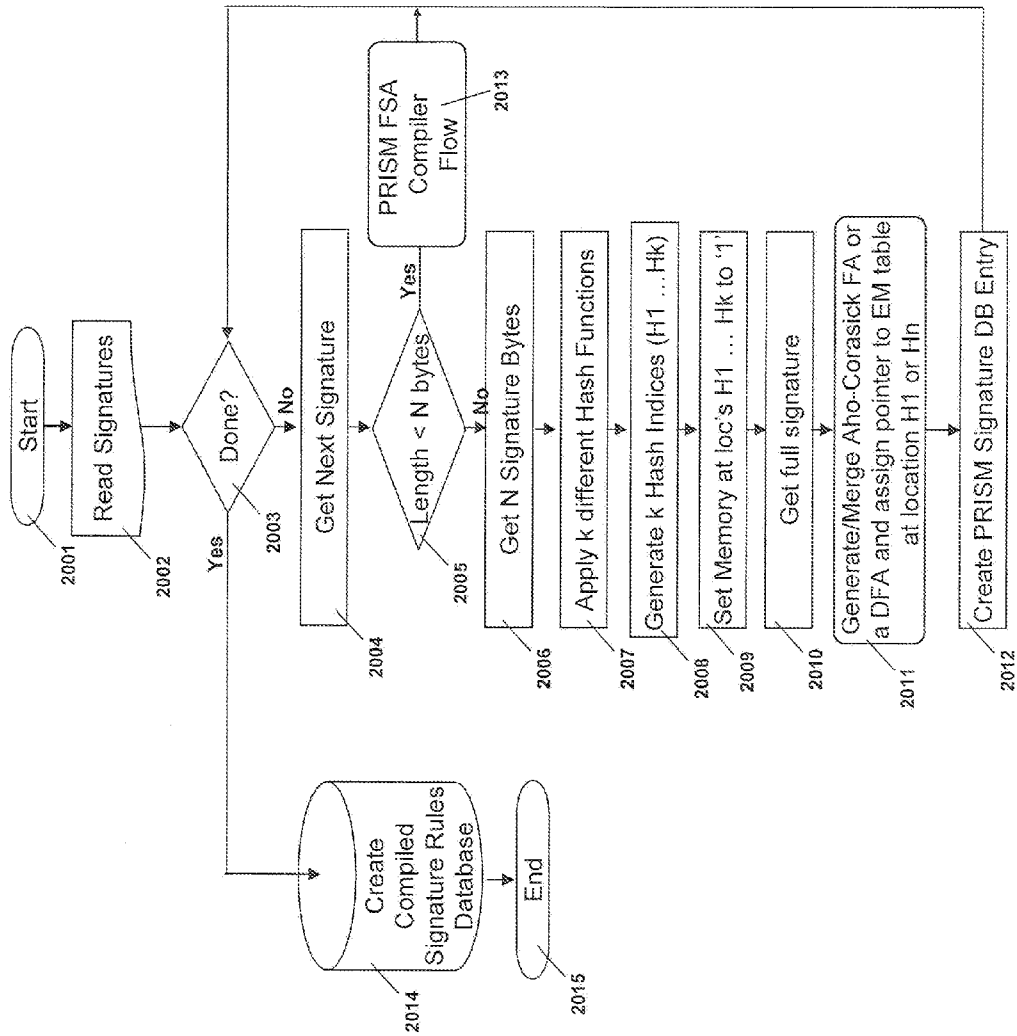 Start
2001
Read Signatures
2002
Done?
2003
Yes
No
Get Next Signature
2004
Length < N bytes
2005
Yes
No
PRISM FSA
Compiler
Flow
2013
Get N Signature Bytes
2006
Apply k different Hash Functions
2007
Generate k Hash Indices (H1 ...Hk)
2008
Set Memory at loc's H1 ... Hk to '1'
2009
Get full signature
2010
Generate/Merge Aho-Corasick FA or
a DFA and assign pointer to EM table
at location H1 or Hn
2011
Create PRISM Signature DB Entry
2012
Create
Compiled
Signature Rules
Database
2014
End
2015